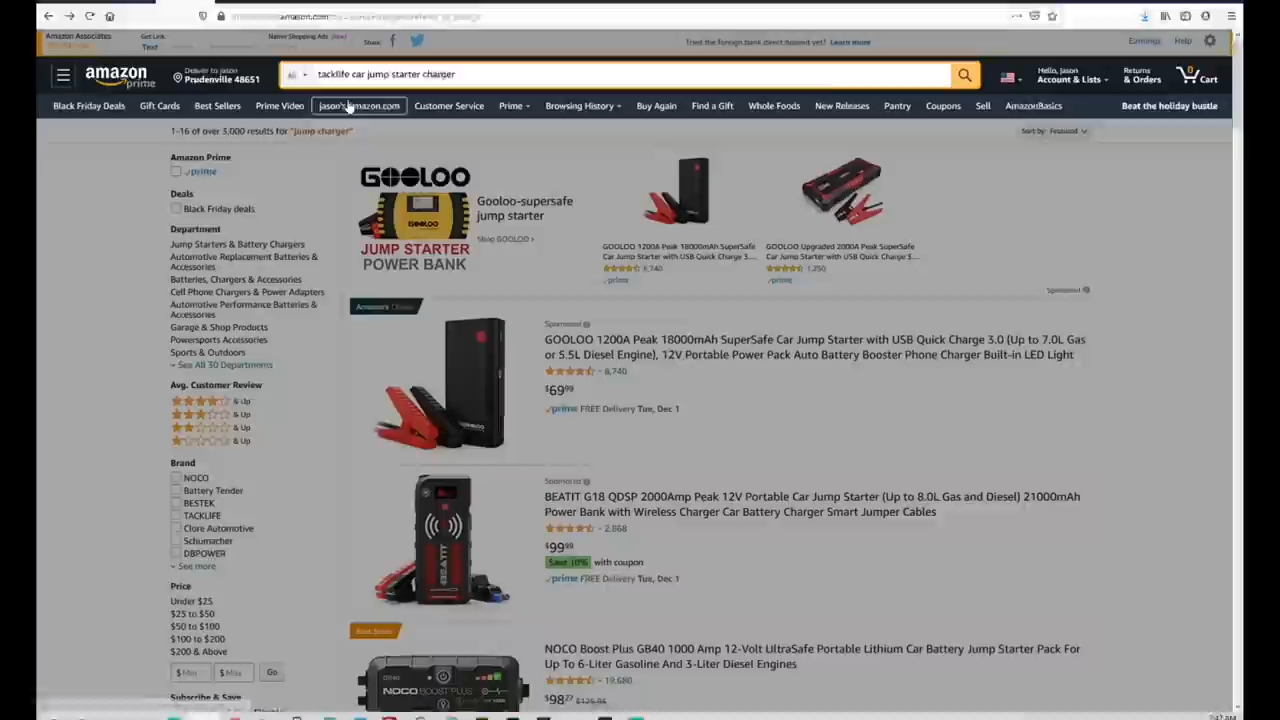 Amazon Associates
Get Link:
Text
Native Shopping Ads
Share:
Trust the foreign bank direct deposit yet? Learn more
Earnings
Help
amazon
prime
Deliver to Jason
Prudenville 48651
All
tacklife car jump starter charger
Hello, Jason
Account & Lists
Returns
& Orders
0
Cart
Black Friday Deals
Gift Cards
Best Sellers
Prime Video
Jason's Amazon.com
Customer Service
Prime
Browsing History
Buy Again
Find a Gift
Whole Foods
New Releases
Pantry
Coupons
Sell
AmazonBasics
Beat the holiday bustle
1-16 of over 3,000 results for "jump charger"
Sort by: Featured
Amazon Prime
prime
Deals
Black Friday deals
Department
Jump Starters & Battery Chargers
Automotive Replacement Batteries &
Accessories
Batteries, Chargers & Accessories
Cell Phone Chargers & Power Adapters
Automotive Performance Batteries &
Accessories
Garage & Shop Products
Powersports Accessories
Sports & Outdoors
See All 30 Departments
Avg. Customer Review
& Up
& Up
& Up
& Up
Brand
NOCO
Battery Tender
BESTEK
TACKLIFE
Clore Automotive
Schumacher
DBPOWER
See more
Price
Under $25
$25 to $50
$50 to $100
$100 to $200
$200 & Above
$ Min
$ Max
Go
Subscribe & Save
GOOLOO
GOOLOO
JUMP STARTER
POWER BANK
Gooloo-supersafe
jump starter
Shop GOOLOO ›
GOOLOO 1200A Peak 18000mAh SuperSafe
Car Jump Starter with USB Quick Charge 3....
8,740
prime
GOOLOO Upgraded 2000A Peak SuperSafe
Car Jump Starter with USB Quick Charge 3....
1,250
prime
Sponsored
Amazon's Choice
Sponsored
GOOLOO 1200A Peak 18000mAh SuperSafe Car Jump Starter with USB Quick Charge 3.0 (Up to 7.0L Gas
or 5.5L Diesel Engine), 12V Portable Power Pack Auto Battery Booster Phone Charger Built-in LED Light
8,740
$69.99
prime FREE Delivery Tue, Dec 1
Sponsored
BEATIT
BEATIT G18 QDSP 2000Amp Peak 12V Portable Car Jump Starter (Up to 8.0L Gas and Diesel) 21000mAh
Power Bank with Wireless Charger Car Battery Charger Smart Jumper Cables
2,868
$99.99
Save 10% with coupon
prime FREE Delivery Tue, Dec 1
Best Seller
GB40
NOCO BOOST PLUS
NOCO Boost Plus GB40 1000 Amp 12-Volt UltraSafe Portable Lithium Car Battery Jump Starter Pack For
Up To 6-Liter Gasoline And 3-Liter Diesel Engines
19,680
$98.27 $125.95